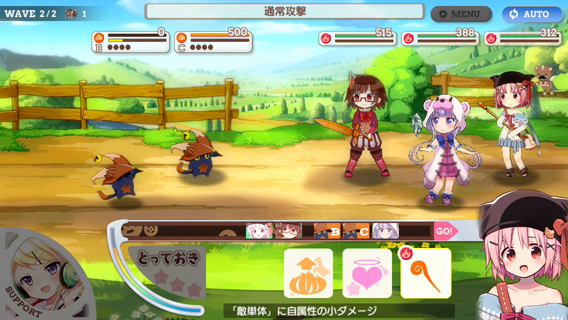 WAVE 2/2 1
通常攻撃
MENU
AUTO
B 0
C 500
515
388
312
B
C
GO!
とっておき
SUPPORT
「敵単体」に自属性の小ダメージ